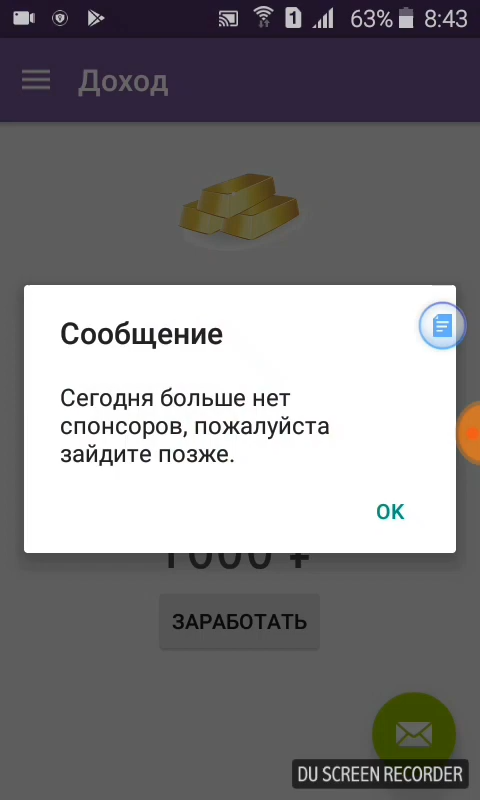 63% 8:43
Доход
Сообщение
Сегодня больше нет
спонсоров, пожалуйста
зайдите позже.
OK
ЗАРАБОТАТЬ
DU SCREEN RECORDER